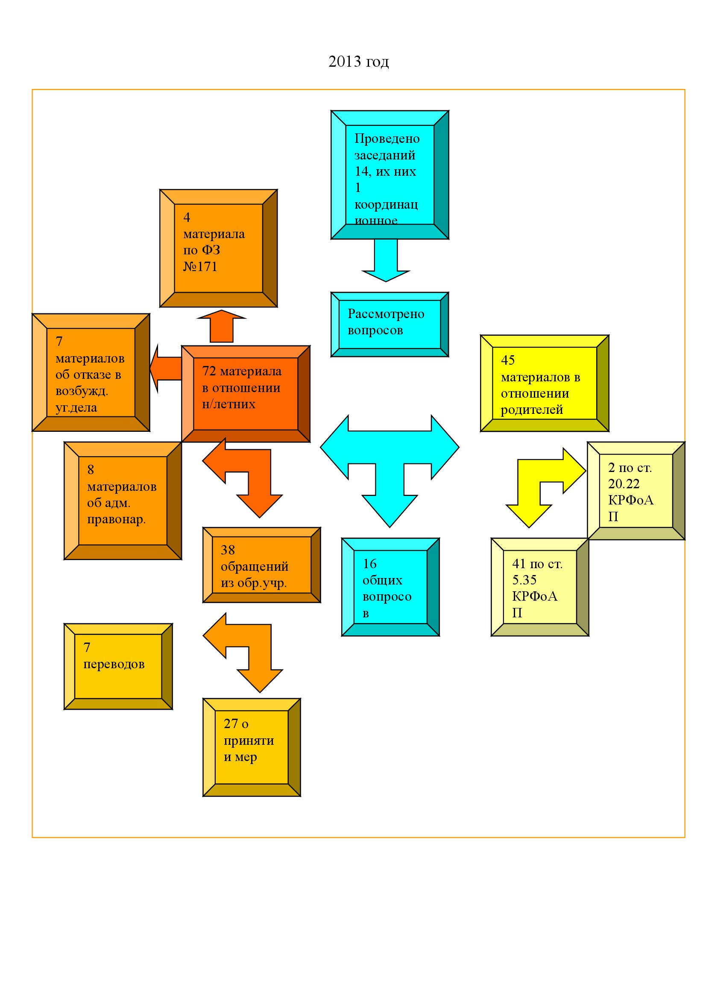 2013 год
Проведено
заседаний
14, их них
1
координац
ионное
4
материала
по ФЗ
№171
Рассмотрено
вопросов
7
материалов
об отказе в
возбужд.
уг.дела
72 материала
в отношении
н/летних
45
материалов в
отношении
родителей
8
материалов
об адм.
правонар.
2 по ст.
20.22
КРФоА
П
38
обращений
из обр.учр.
16
общих
вопросо
в
41 по ст.
5.35
КРФоА
П
7
переводов
27 о
приняти
и мер